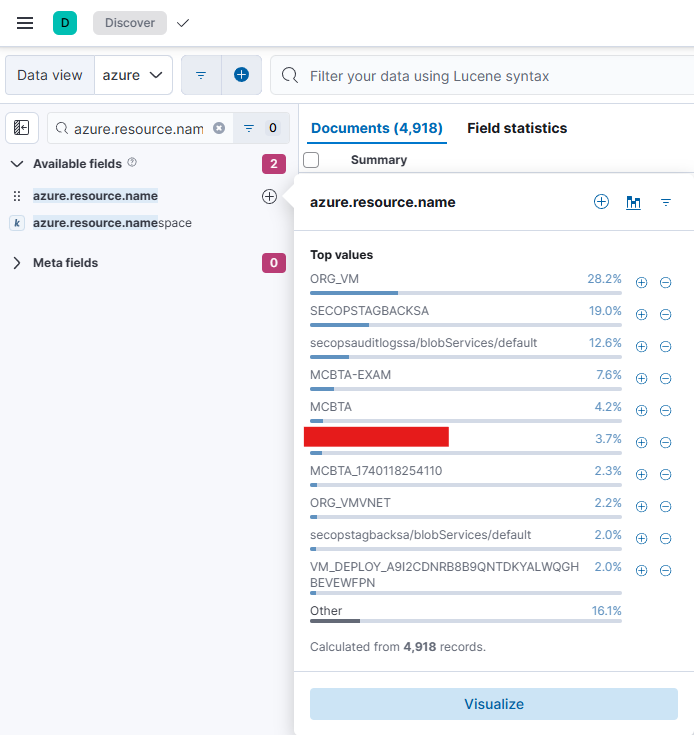 D Discover
Data view azure Filter your data using Lucene syntax
azure.resource.nam 0
Documents (4,918) Field statistics
Available fields 2
Summary
azure.resource.name
k azure.resource.namespace
Meta fields 0
azure.resource.name
Top values
ORG_VM 28.2%
SECOPSTAGBACKSA 19.0%
secopsauditlogssa/blobServices/default 12.6%
MCBTA-EXAM 7.6%
MCBTA 4.2%
3.7%
MCBTA_1740118254110 2.3%
ORG_VMVNET 2.2%
secopstagbacksa/blobServices/default 2.0%
VM_DEPLOY_A9I2CDNRB8B9QNTDKYALWQGH 2.0%
BEVEWFPN
Other 16.1%
Calculated from 4,918 records.
Visualize